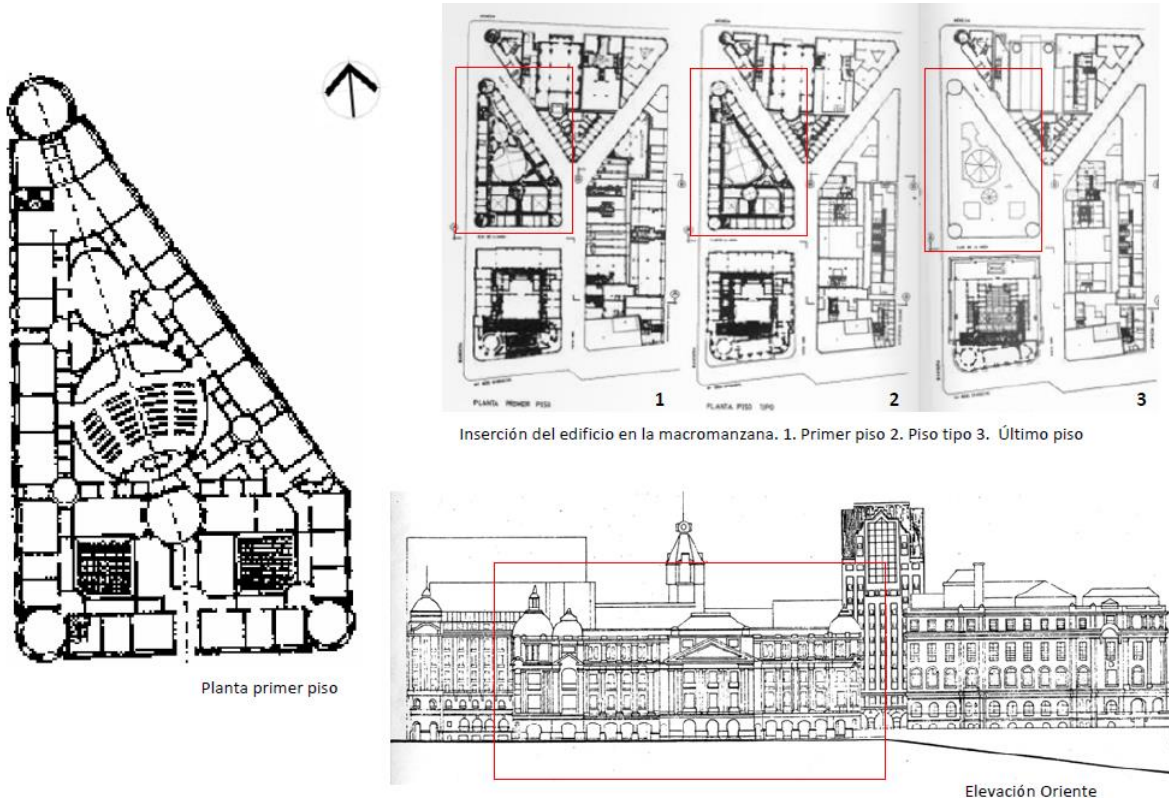 PLANTA PRIMER PISO
1
PLANTA PISO TIPO
2
3
Inserción del edificio en la macromanzana. 1. Primer piso 2. Piso tipo 3. Último piso
Planta primer piso
Elevación Oriente